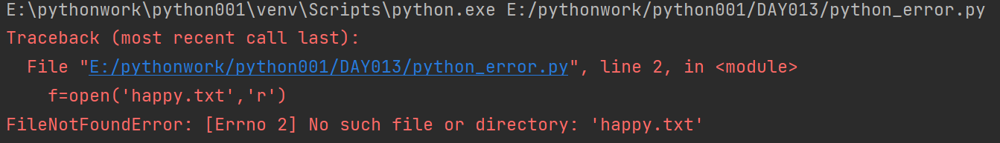 E:\pythonwork\python001\venv\Scripts\python.exe E:/pythonwork/python001/DAY013/python_error.py
Traceback (most recent call last):
  File "E:/pythonwork/python001/DAY013/python_error.py", line 2, in <module>
    f=open('happy.txt','r')
FileNotFoundError: [Errno 2] No such file or directory: 'happy.txt'